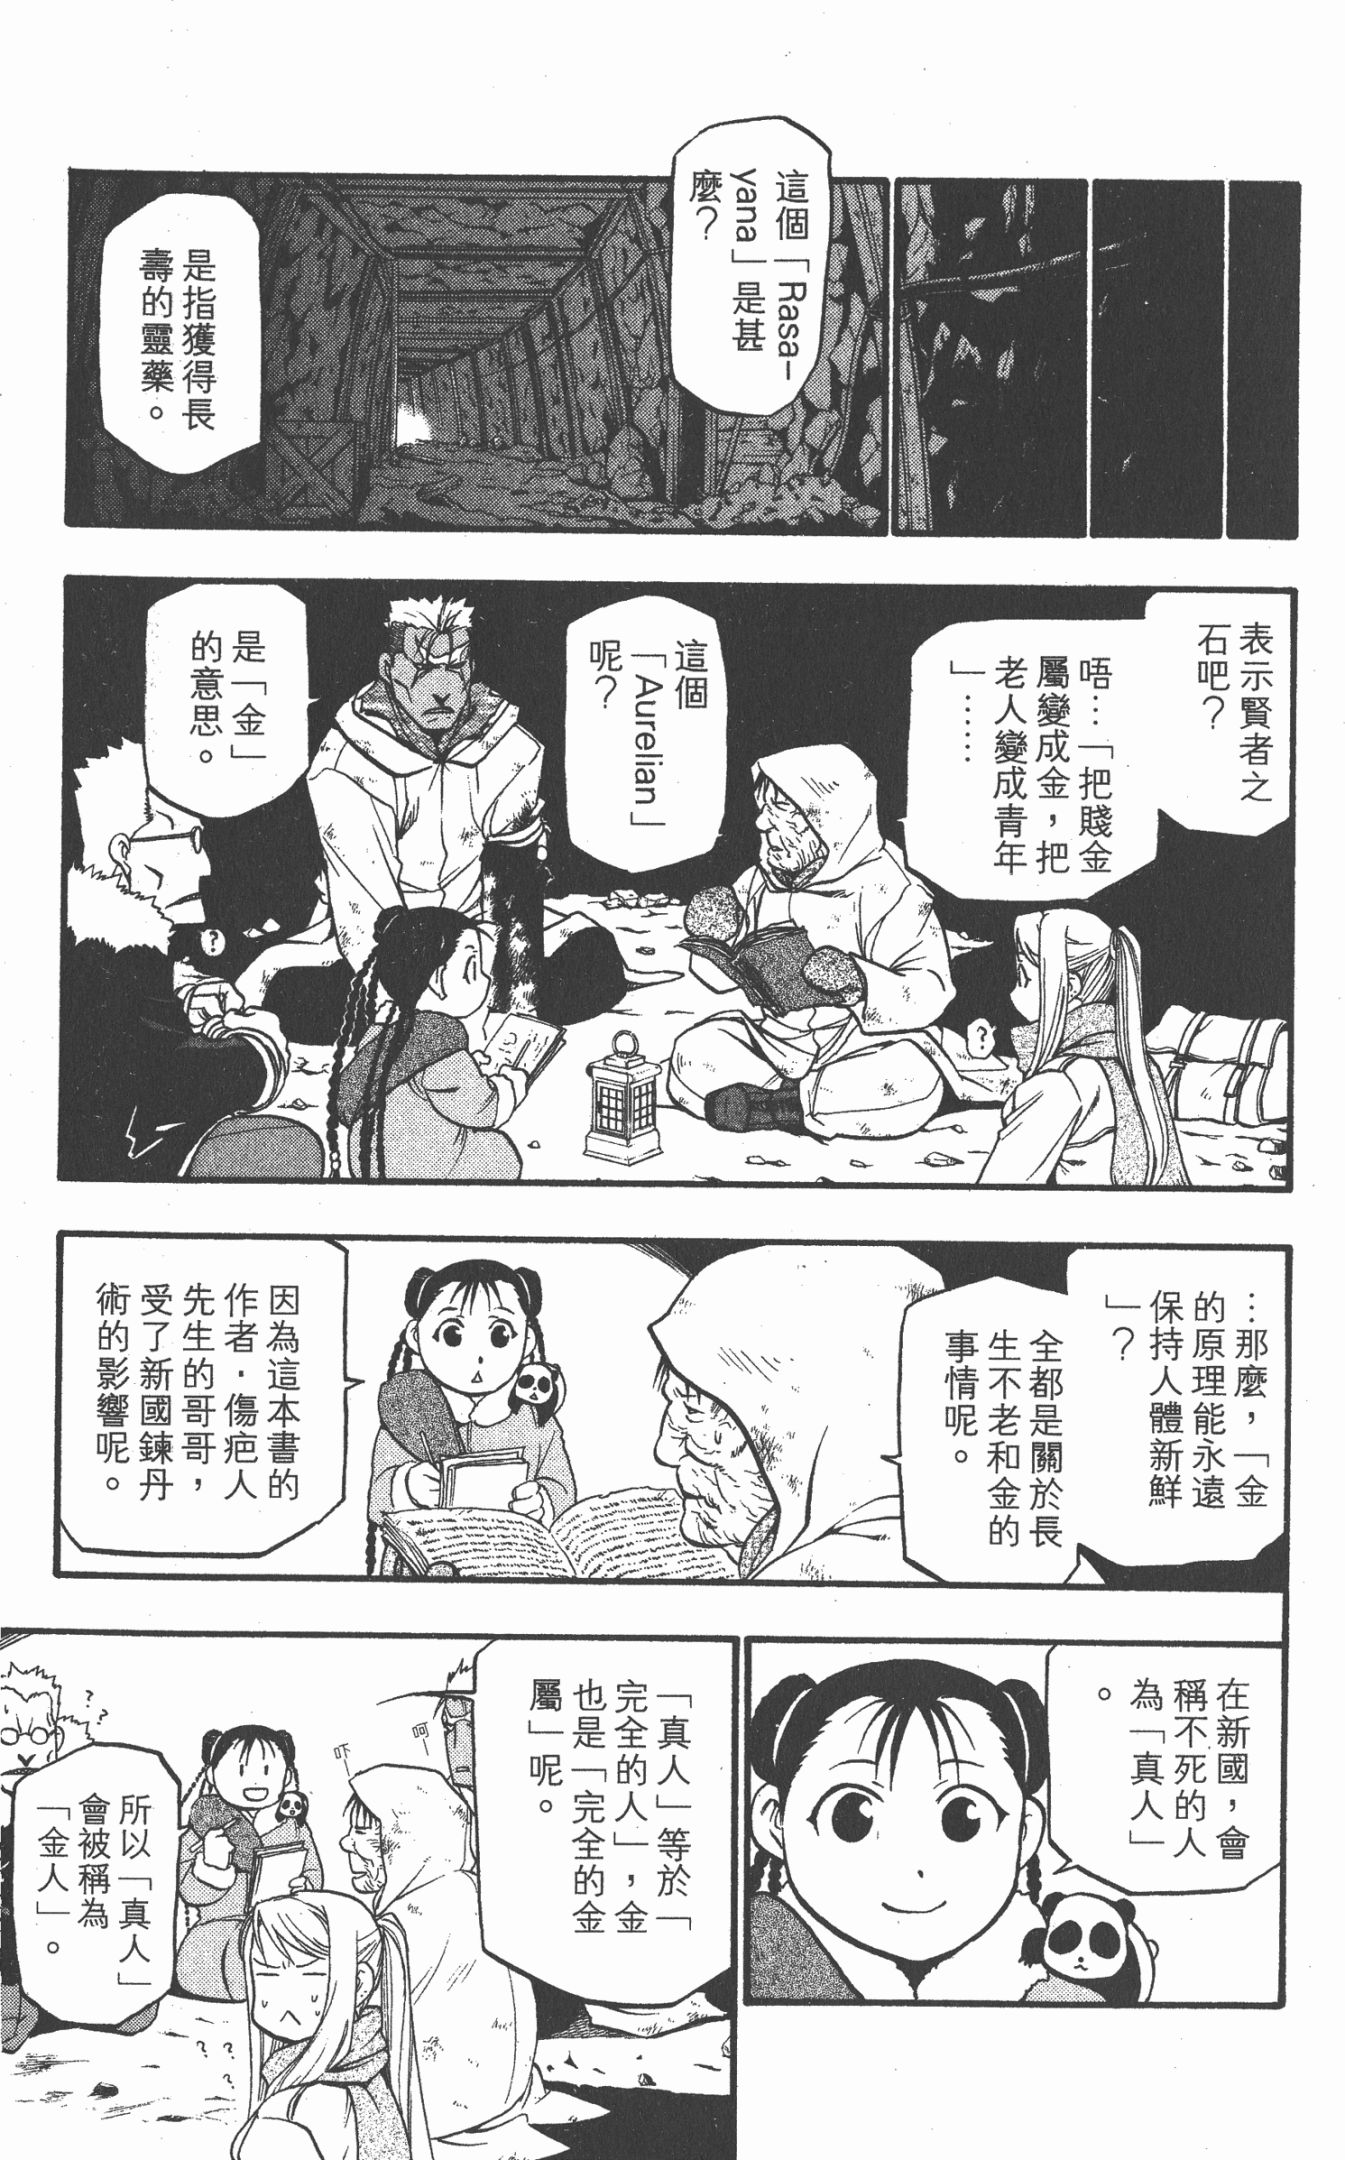 這個「Rasa-
yana」是甚
麼？
是指獲得長
壽的靈藥。
表示賢者之
石吧？
唔…「把賤金
屬變成金，把
老人變成青年
」……
這個
「Aurelian」
呢？
是「金」
的意思。
?
?
…那麼，「金
的原理能永遠
保持人體新鮮
」？
全都是關於長
生不老和金的
事情呢。
因為這本書的
作者．傷疤人
先生的哥哥，
受了新國鍊丹
術的影響呢。
在新國，會
稱不死的人
為「真人」
。
「真人」等於「
完全的人」，金
也是「完全的金
屬」呢。
呵
吓
所以「真人」
會被稱為
「金人」。
?
?
?
?
?
?